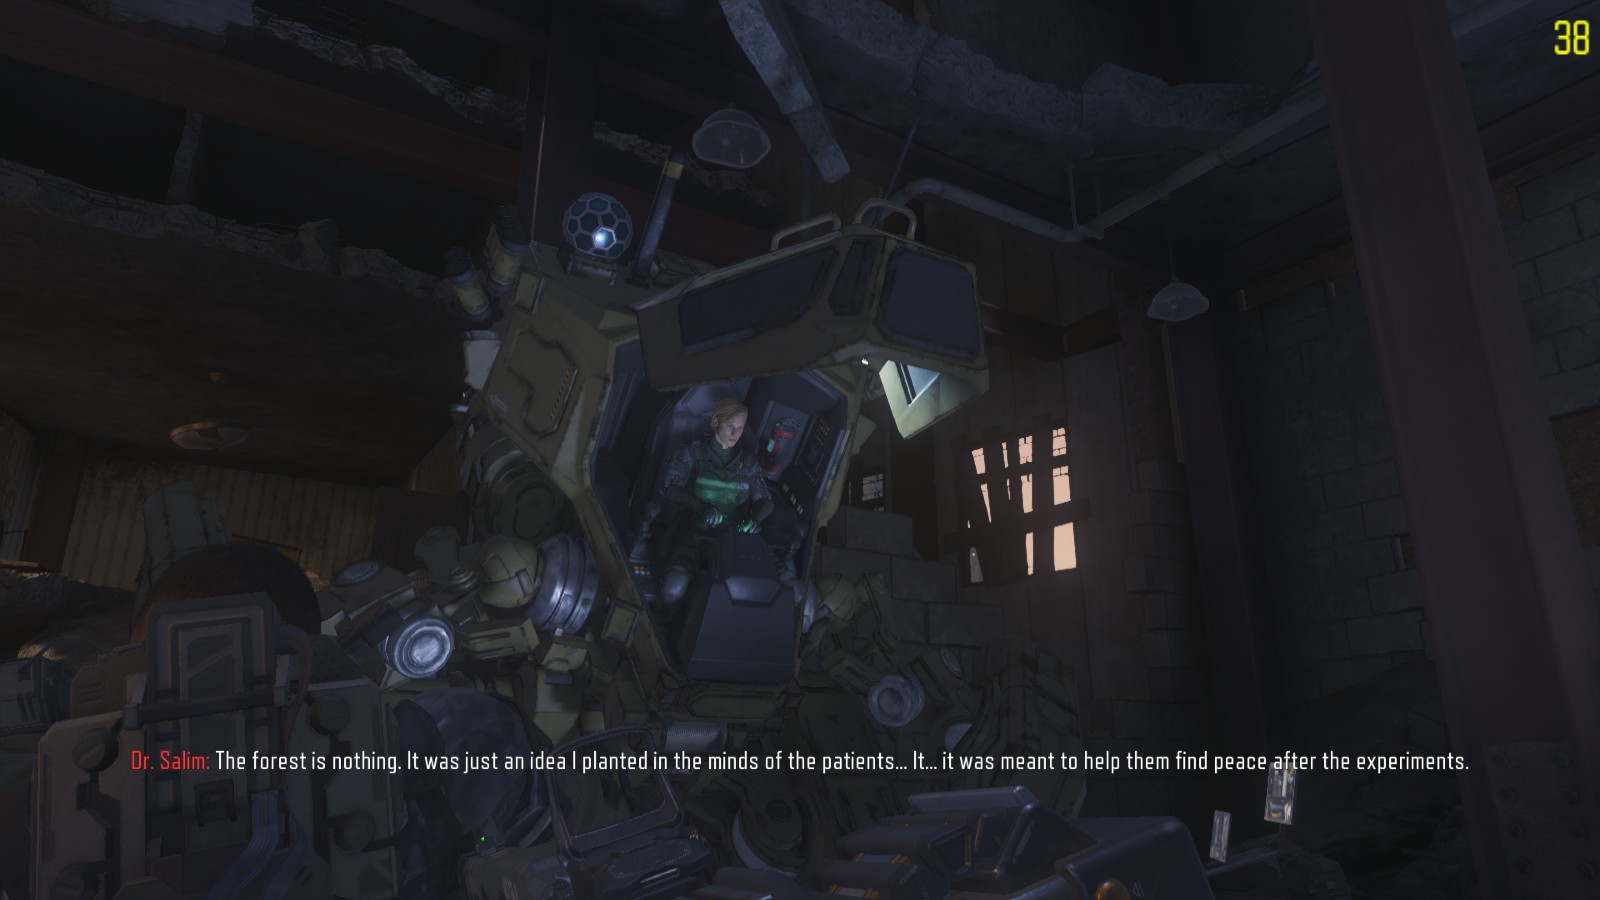 38
Dr. Salim: The forest is nothing. It was just an idea I planted in the minds of the patients... It... it was meant to help them find peace after the experiments.